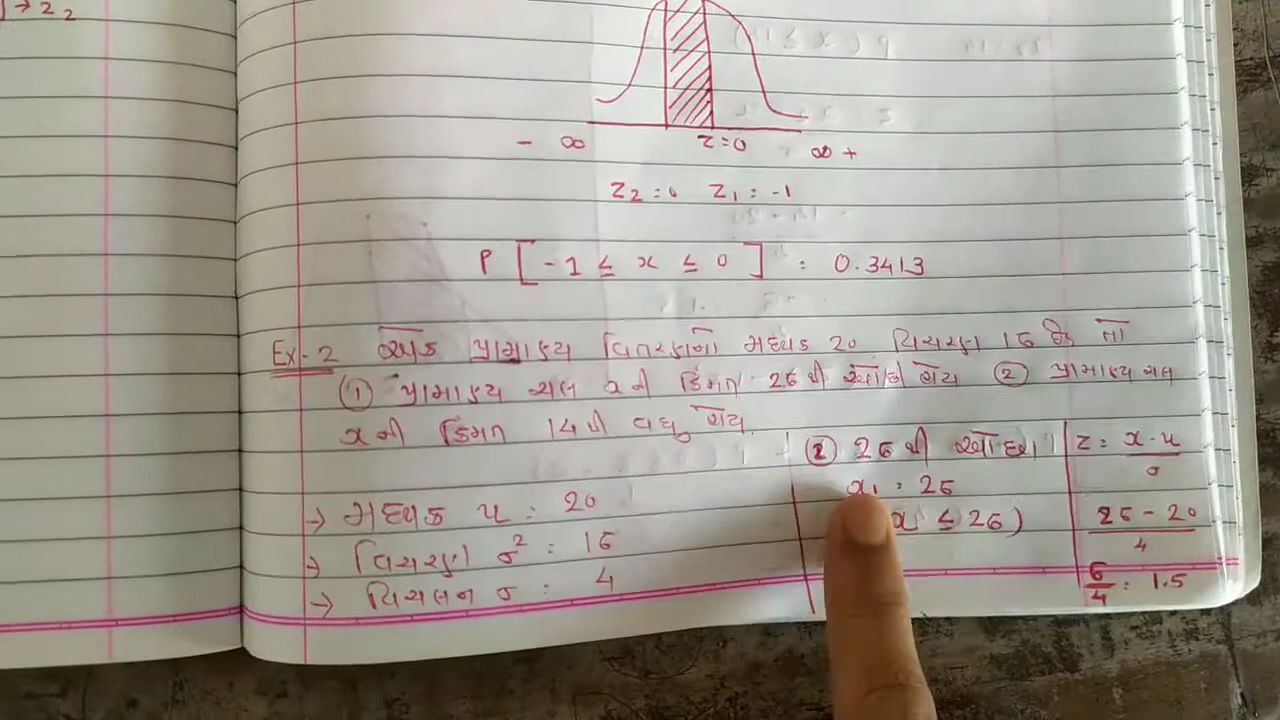 → z₂
- ∞ z=0 ∞ +
z₂ = 0 z₁ = -1
P [ -1 ≤ x ≤ 0 ] = 0.3413
Ex-2 એક પ્રામાણ્ય વિતરણનો મધ્યક 20 વિચરણ 16 છે તો
① પ્રામાણ્ય ચલ x ની કિંમત 26 થી ઓછી હોય ② પ્રામાણ્ય ચલ
x ની કિંમત 14 થી વધુ હોય
→ મધ્યક μ = 20
→ વિચરણ σ² = 16
→ વિચલન σ = 4
26 થી ઓછી
x₁ = 26
x ≤ 26)
z = x-μ / σ
26 - 20 / 4
6/4 = 1.5